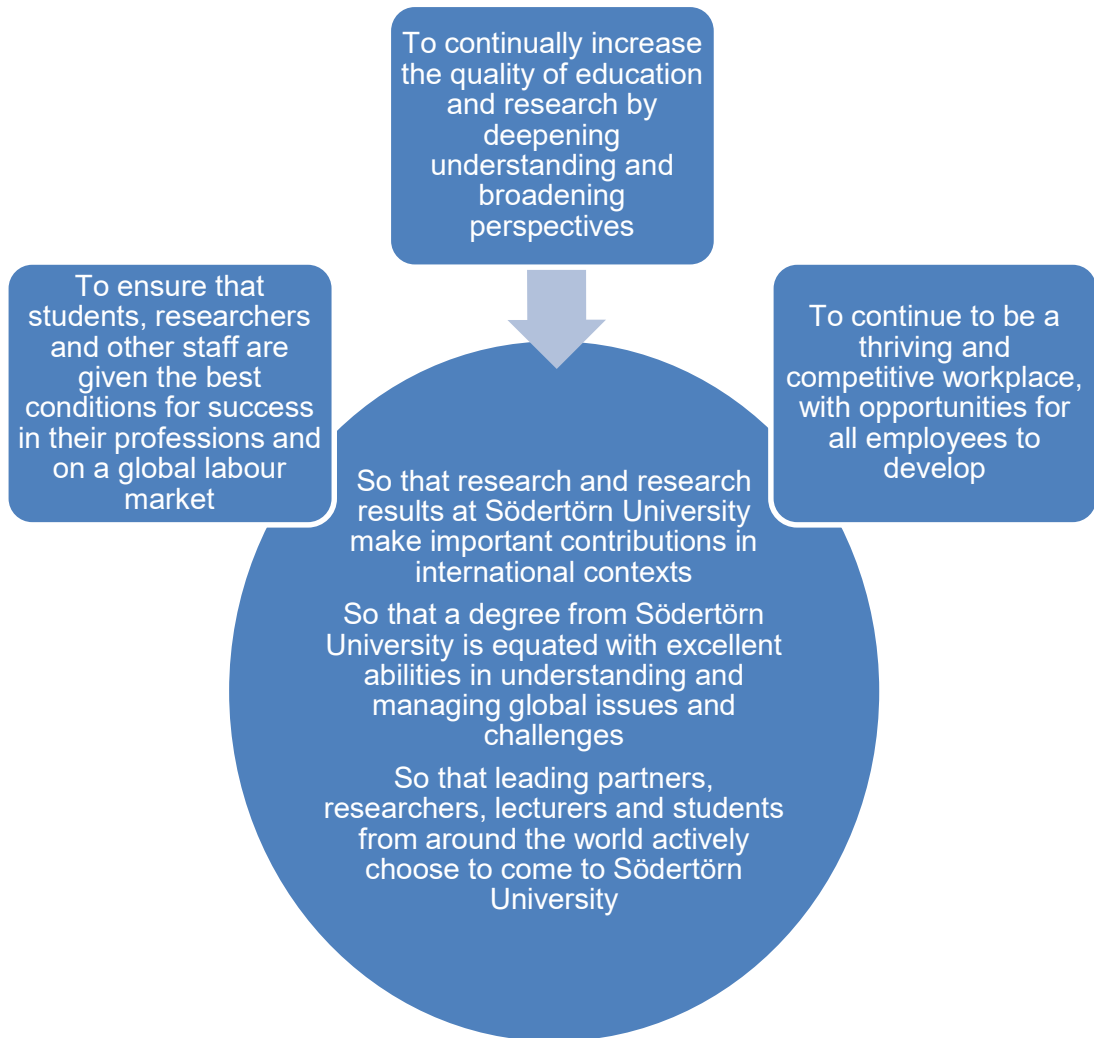 To continually increase
the quality of education
and research by
deepening
understanding and
broadening
perspectives
To ensure that
students, researchers
and other staff are
given the best
conditions for success
in their professions and
on a global labour
market
To continue to be a
thriving and
competitive workplace,
with opportunities for
all employees to
develop
So that research and research
results at Södertörn University
make important contributions in
international contexts
So that a degree from Södertörn
University is equated with excellent
abilities in understanding and
managing global issues and
challenges
So that leading partners,
researchers, lecturers and students
from around the world actively
choose to come to Södertörn
University